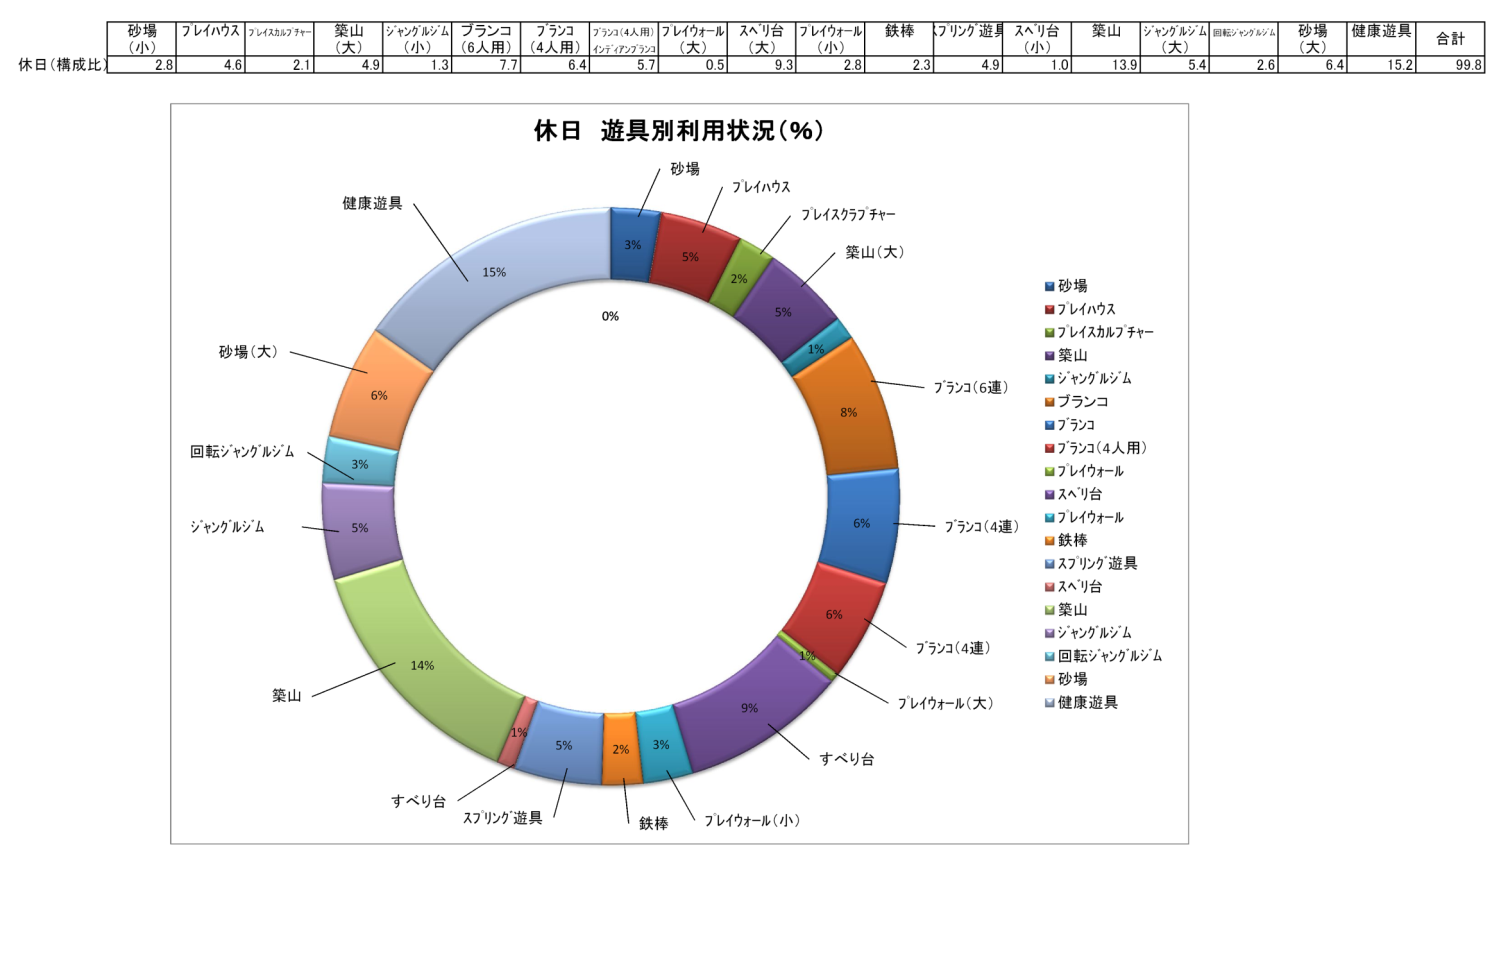 砂場 ﾌﾟﾚｲﾊｳｽ ﾌﾟﾚｲｽｶﾙﾌﾟﾁｬｰ 築山 ｼﾞｬﾝｸﾞﾙｼﾞﾑ ブランコ ﾌﾞﾗﾝｺ ﾌﾞﾗﾝｺ(4人用) ﾌﾟﾚｲｳｫｰﾙ ｽﾍﾞﾘ台 ﾌﾟﾚｲｳｫｰﾙ 鉄棒 ｽﾌﾟﾘﾝｸﾞ遊具 ｽﾍﾞﾘ台 築山 ｼﾞｬﾝｸﾞﾙｼﾞﾑ 回転ｼﾞｬﾝｸﾞﾙｼﾞﾑ 砂場 健康遊具 合計
(小) (大) (小) (6人用) (4人用) ｲﾝﾃﾞｨｱﾝﾌﾞﾗﾝｺ (大) (大) (小) (小) (大) (大)
休日(構成比) 2.8 4.6 2.1 4.9 1.3 7.7 6.4 5.7 0.5 9.3 2.8 2.3 4.9 1.0 13.9 5.4 2.6 6.4 15.2 99.8
休日　遊具別利用状況(%)
砂場
ﾌﾟﾚｲﾊｳｽ
ﾌﾟﾚｲｽｸﾗﾌﾟﾁｬｰ
築山(大)
ﾌﾞﾗﾝｺ(6連)
ﾌﾞﾗﾝｺ(4連)
ﾌﾞﾗﾝｺ(4連)
ﾌﾟﾚｲｳｫｰﾙ(大)
すべり台
ﾌﾟﾚｲｳｫｰﾙ(小)
鉄棒
ｽﾌﾟﾘﾝｸﾞ遊具
すべり台
築山
ｼﾞｬﾝｸﾞﾙｼﾞﾑ
回転ｼﾞｬﾝｸﾞﾙｼﾞﾑ
砂場(大)
健康遊具
3%
5%
2%
5%
1%
8%
6%
6%
1%
9%
3%
2%
5%
1%
14%
5%
3%
6%
15%
0%
砂場
ﾌﾟﾚｲﾊｳｽ
ﾌﾟﾚｲｽｶﾙﾌﾟﾁｬｰ
築山
ｼﾞｬﾝｸﾞﾙｼﾞﾑ
ブランコ
ﾌﾞﾗﾝｺ
ﾌﾞﾗﾝｺ(4人用)
ﾌﾟﾚｲｳｫｰﾙ
ｽﾍﾞﾘ台
ﾌﾟﾚｲｳｫｰﾙ
鉄棒
ｽﾌﾟﾘﾝｸﾞ遊具
ｽﾍﾞﾘ台
築山
ｼﾞｬﾝｸﾞﾙｼﾞﾑ
回転ｼﾞｬﾝｸﾞﾙｼﾞﾑ
砂場
健康遊具